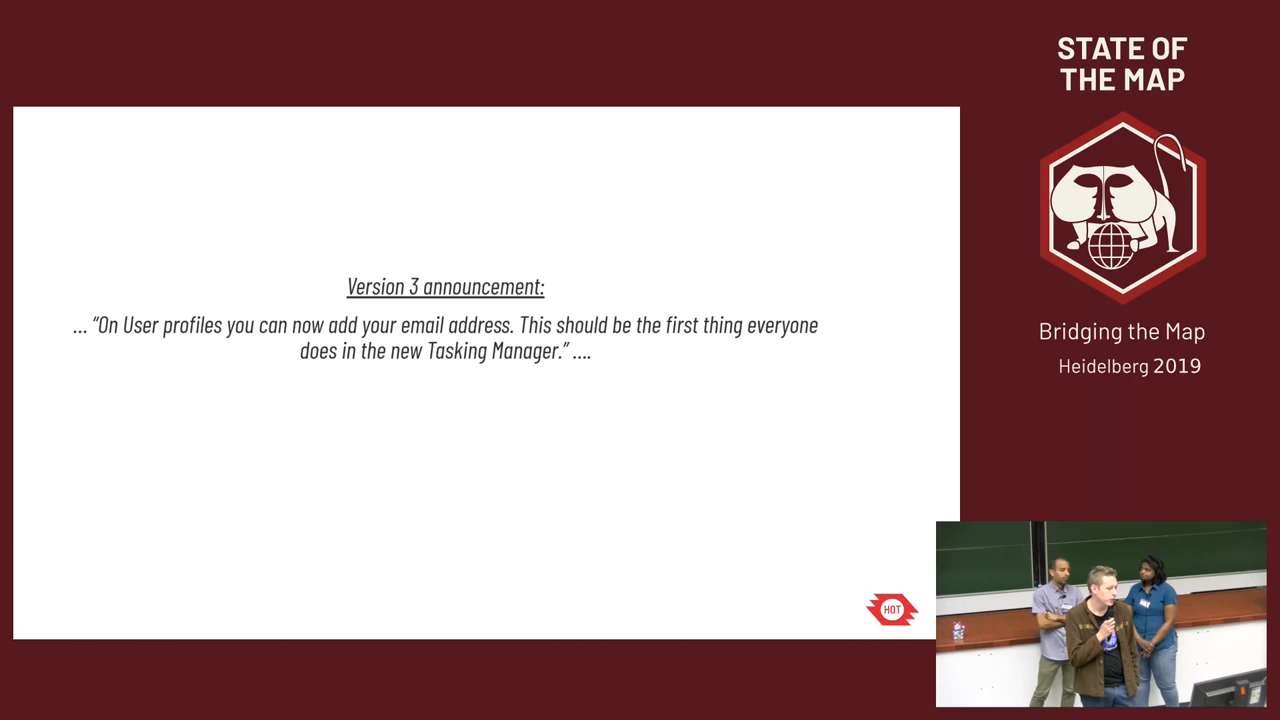 STATE OF
THE MAP
Version 3 announcement:
... “On User profiles you can now add your email address. This should be the first thing everyone
does in the new Tasking Manager.” ....
Bridging the Map
Heidelberg 2019
HOT